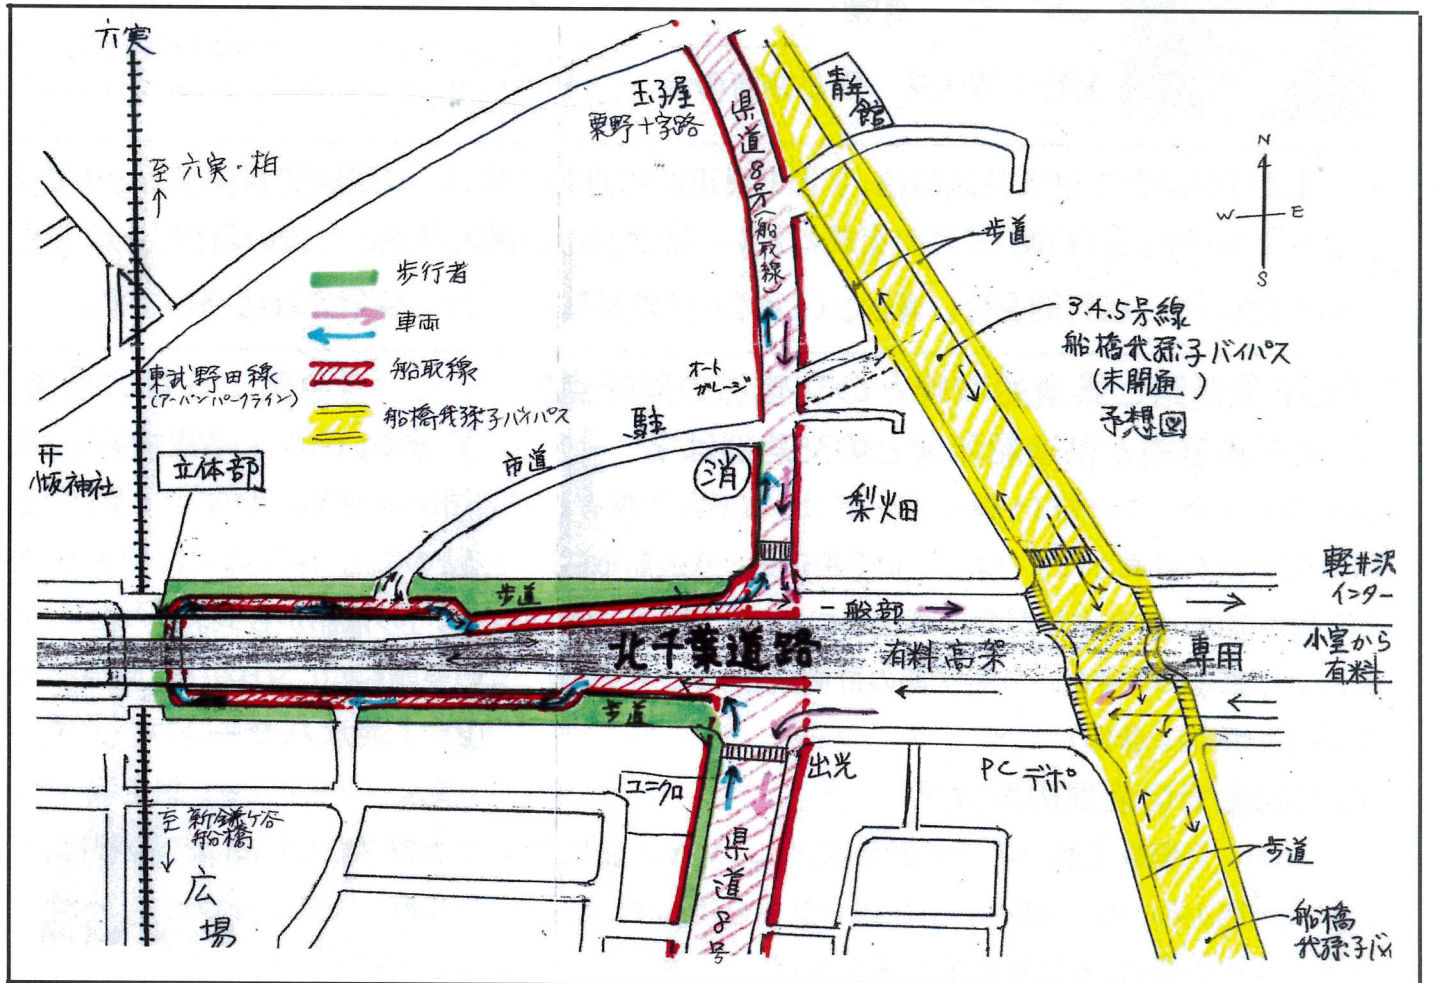 六実
至 六実・柏
玉子屋
粟野十字路
県道8号(船取線)
青年館
N
W
E
S
歩道
歩行者
車両
船取線
船橋我孫子バイパス
東武野田線
(アーバンパークライン)
オート
ガレージ
3.4.5号線
船橋我孫子バイパス
(未開通)
予想図
駐
市道
消
梨畑
八坂神社
立体部
歩道
一般部
軽井沢
インター
北千葉道路
有料高架
専用
小室から
有料
歩道
出光
PCデポ
ユニクロ
至 新鎌ケ谷
船橋
広場
県道8号
歩道
船橋
我孫子バイ